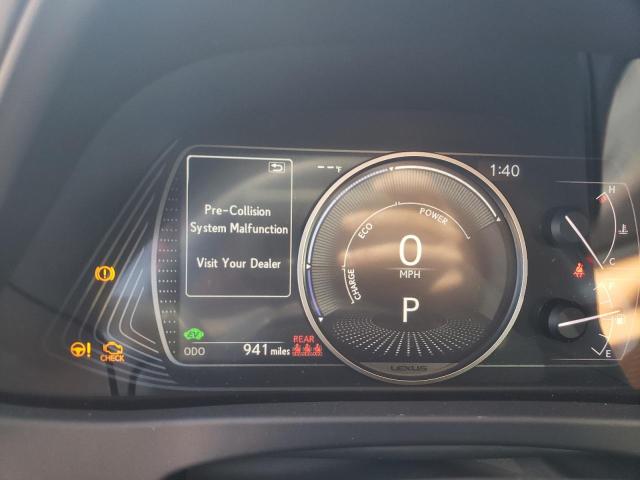 --°F
1:40
H
Pre-Collision
System Malfunction
Visit Your Dealer
ECO
POWER
CHARGE
0
MPH
C
F
P
EV
REAR
! CHECK
ODO 941 miles
E
LEXUS